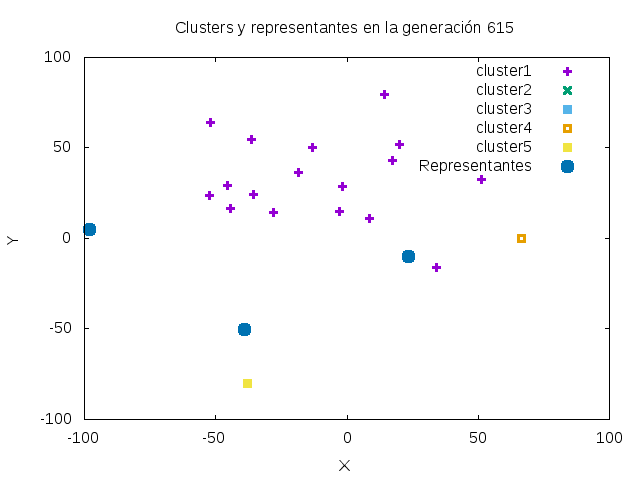 Clusters y representantes en la generación 615
100
cluster1
cluster2
cluster3
cluster4
cluster5
Representantes
50
0
-50
-100
Y
-100
-50
0
50
100
X